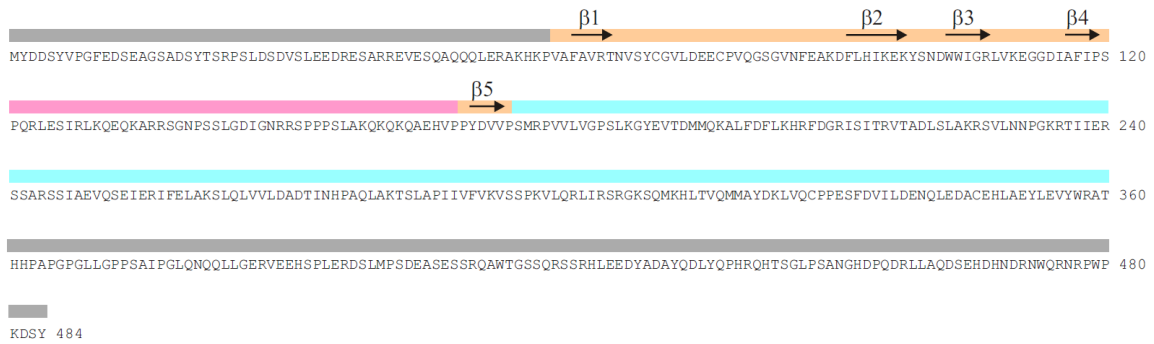 β1 β2 β3 β4
MYDDSYVPGFEDSEAGSADSYTSRPSLDSDVSLEEDRESARREVESQAQQQLERAKHKPVAFAVRTNVSYCGVLDEECPVQGSGVNFEAKDFLHIKEKYSNDWWIGRLVKEGGDIAFIPS 120
β5
PQRLESIRLKQEQKARRSGNPSSLGDIGNRRSPPPSLAKQKQKQAEHVPPYDVVPSMRPVVLVGPSLKGYEVTDMMQKALFDFLKHRFDGRISITRVTADLSLAKRSVLNNPGKRTIIER 240
SSARSSIAEVQSEIERIFELAKSLQLVVLDADTINHPAQLAKTSLAPIIVFVKVSSPKVLQRLIRSRGKSQMKHLTVQMMAYDKLVQCPPESFDVILDENQLEDACEHLAEYLEVYWRAT 360
HHPAPGPGLLGPPSAIPGLQNQQLLGERVEEHSPLERDSLMPSDEASESSRQAWTGSSQRSSRHLEEDYADAYQDLYQPHRQHTSGLPSANGHDPQDRLLAQDSEHDHNDRNWQRNRPWP 480
KDSY 484